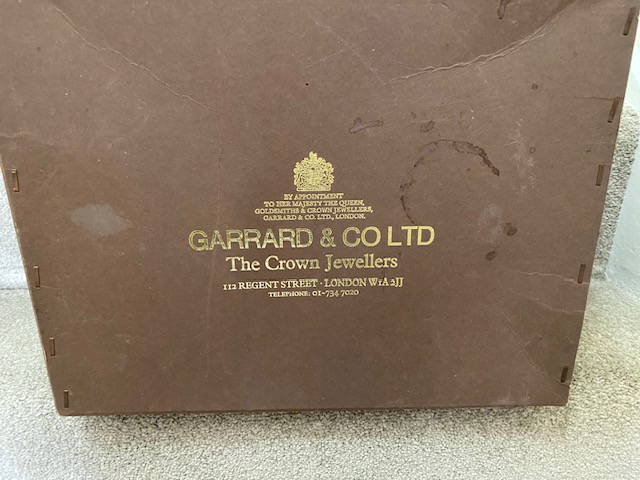 BY APPOINTMENT
TO HER MAJESTY THE QUEEN,
GOLDSMITHS & CROWN JEWELLERS,
GARRARD & CO. LTD., LONDON.
GARRARD & CO LTD
The Crown Jewellers
112 REGENT STREET · LONDON W1A 2JJ
TELEPHONE: 01-734 7020